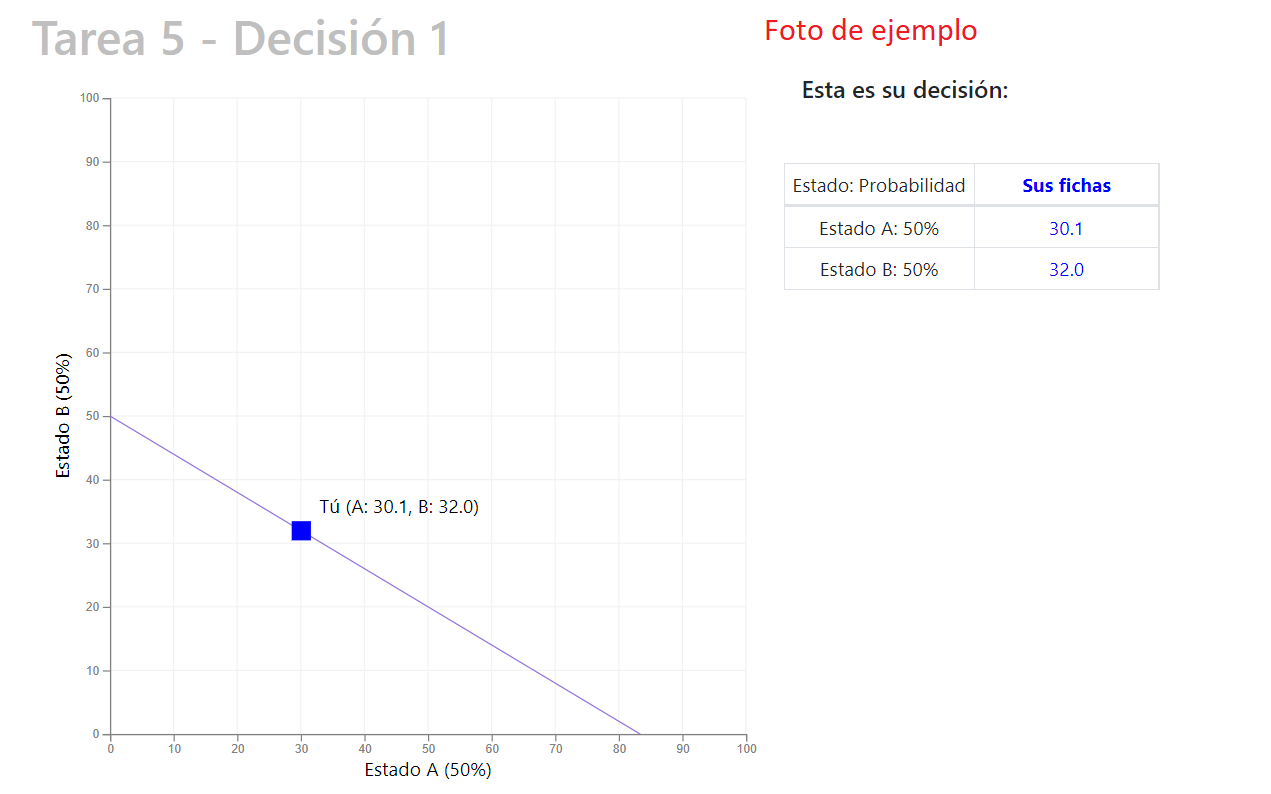 Tarea 5 - Decisión 1
Foto de ejemplo
Esta es su decisión:
Estado: Probabilidad Sus fichas
Estado A: 50% 30.1
Estado B: 50% 32.0
100
90
80
70
60
50
40
30
20
10
0
Estado B (50%)
Tú (A: 30.1, B: 32.0)
0 10 20 30 40 50 60 70 80 90 100
Estado A (50%)